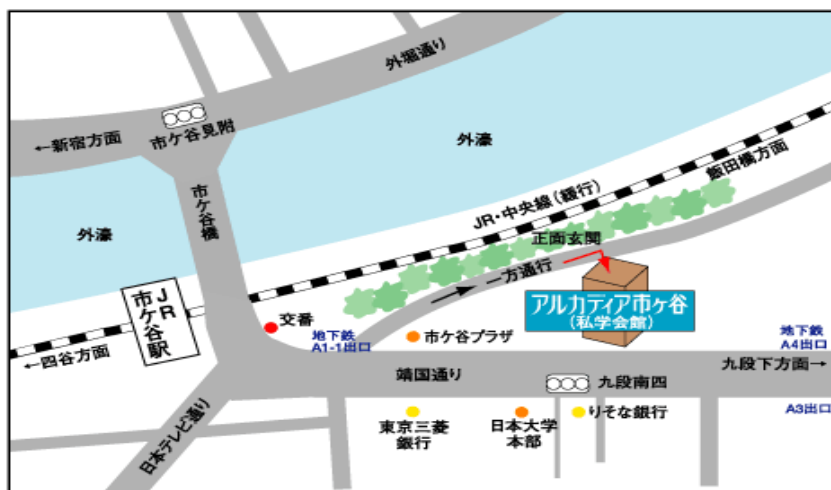 外堀通り
←新宿方面
市ケ谷見附
外濠
飯田橋方面
市ケ谷橋
JR・中央線(緩行)
外濠
正面玄関
一方通行
JR
市ケ谷駅
アルカディア市ヶ谷
(私学会館)
交番
地下鉄
A1-1出口
市ケ谷プラザ
地下鉄
A4出口
←四谷方面
靖国通り
九段南四
九段下方面→
日本テレビ通り
東京三菱
銀行
日本大学
本部
りそな銀行
A3出口